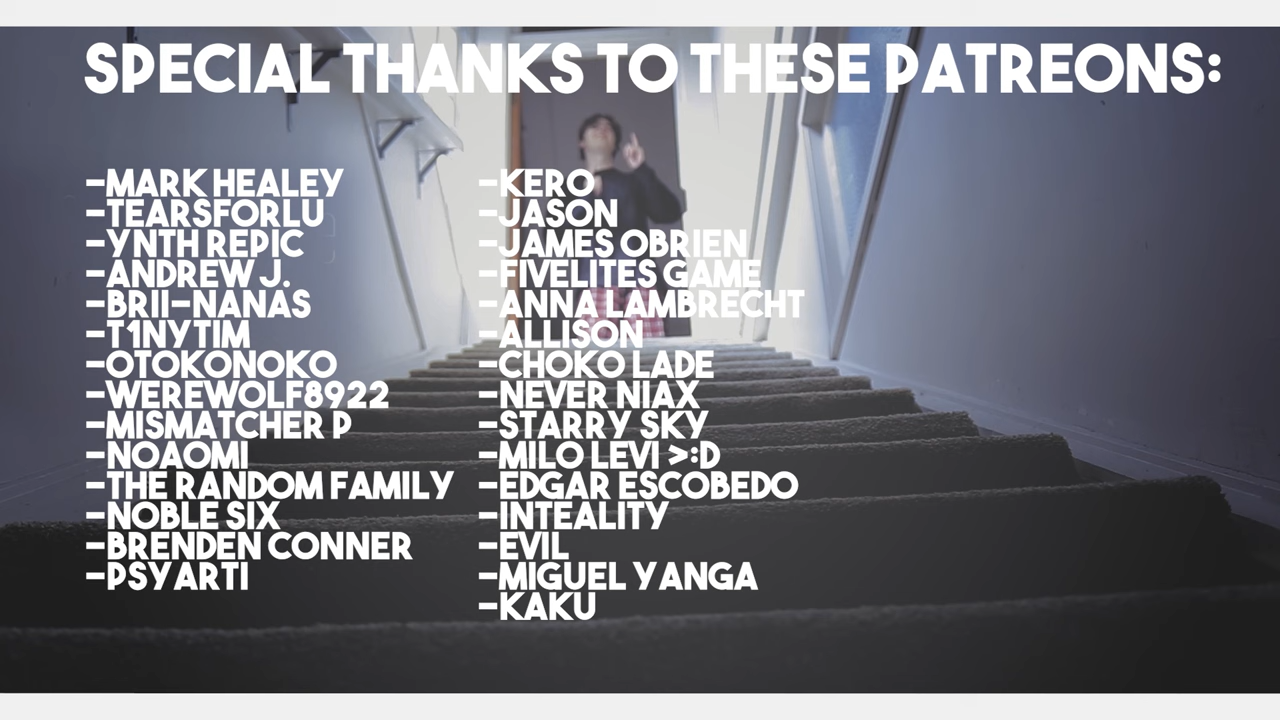 SPECIAL THANKS TO THESE PATREONS:
-MARK HEALEY
-TEARSFORLU
-YNTH REPIC
-ANDREW J.
-BRII-NANAS
-T1NYTIM
-OTOKONOKO
-WEREWOLF8922
-MISMATCHER P
-NOAOMI
-THE RANDOM FAMILY
-NOBLE SIX
-BRENDEN CONNER
-PSYARTI
-KERO
-JASON
-JAMES OBRIEN
-FIVELITES GAME
-ANNA LAMBRECHT
-ALLISON
-CHOKO LADE
-NEVER NIAX
-STARRY SKY
-MILO LEVI >:D
-EDGAR ESCOBEDO
-INTEALITY
-EVIL
-MIGUEL YANGA
-KAKU